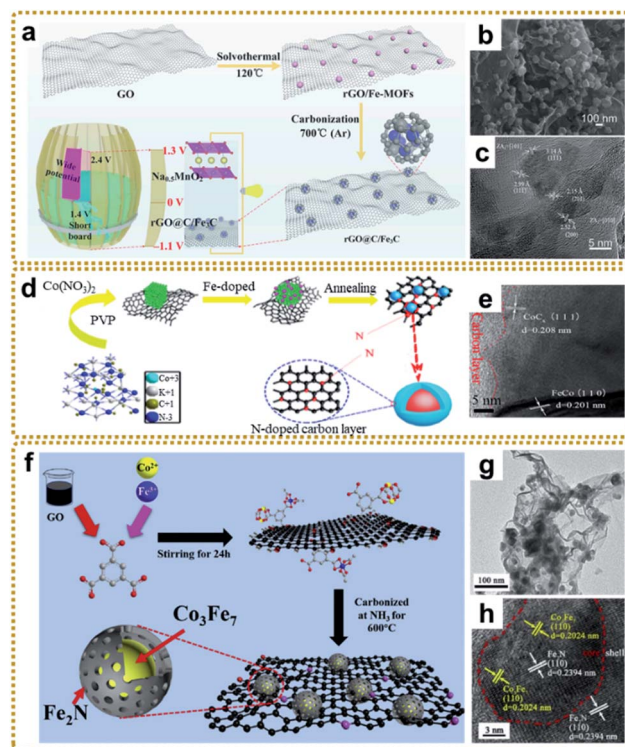 a
Solvothermal
120℃
GO
rGO/Fe-MOFs
Carbonization
700℃ (Ar)
Wide
potential
2.4 V
1.3 V
Na0.5MnO2
0 V
1.4 V
Short
board
rGO@C/Fe3C
-1.1 V
rGO@C/Fe3C
b
100 nm
c
5 nm
d
Co(NO3)2
PVP
Fe-doped
Annealing
N
N
Co+3
K+1
C+1
N-3
N-doped carbon layer
e
Carbon layer
CoCx (1 1 1)
d=0.208 nm
5 nm
FeCo (1 1 0)
d=0.201 nm
f
GO
Co2+
Fe3+
Stirring for 24h
Carbonized
at NH3 for
600°C
Co3Fe7
Fe2N
g
100 nm
h
(110)
d=0.2024 nm
Fe2N
(110)
d=0.2394 nm
shell
(110)
d=0.2024 nm
Fe2N
(110)
d=0.2394 nm
3 nm